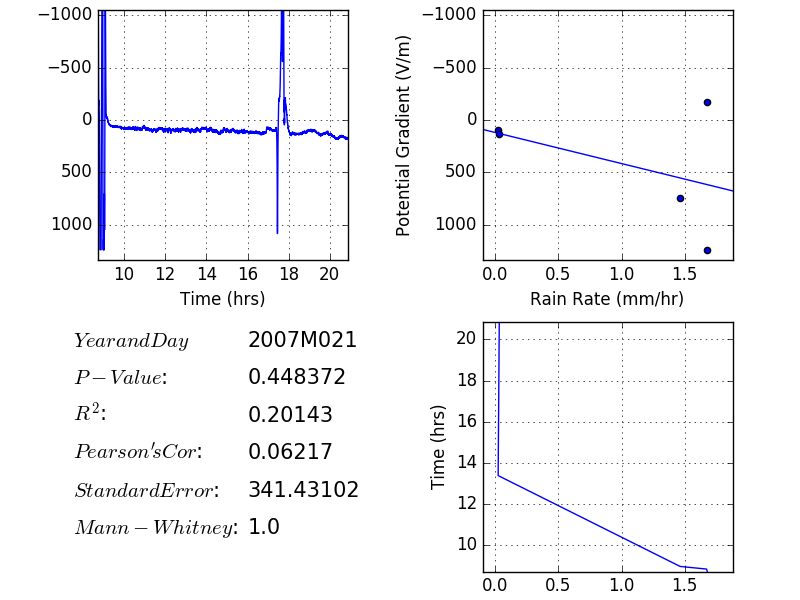 −1000
−500
0
500
1000
10 12 14 16 18 20
Time (hrs)
Potential Gradient (V/m)
−1000
−500
0
500
1000
0.0 0.5 1.0 1.5
Rain Rate (mm/hr)
YearandDay 2007M021
P−Value: 0.448372
R²: 0.20143
Pearson'sCor: 0.06217
StandardError: 341.43102
Mann−Whitney: 1.0
Time (hrs)
20
18
16
14
12
10
0.0 0.5 1.0 1.5